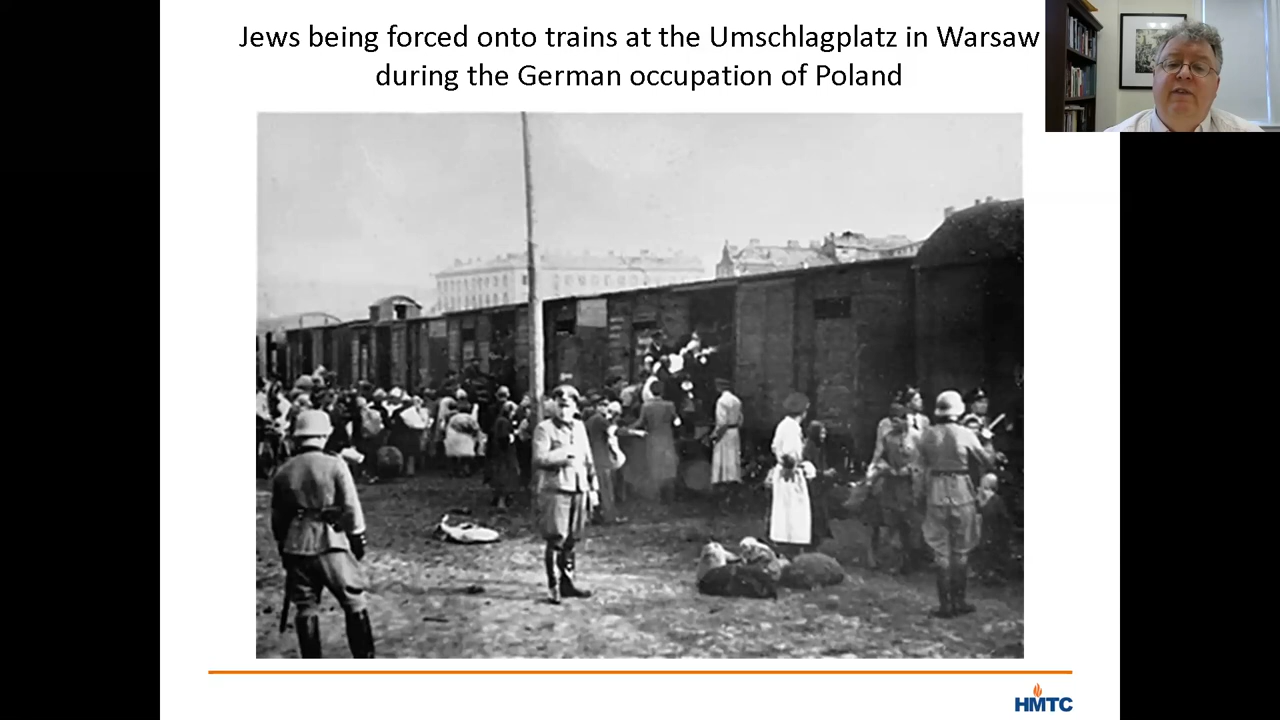 Jews being forced onto trains at the Umschlagplatz in Warsaw
during the German occupation of Poland
HMTC